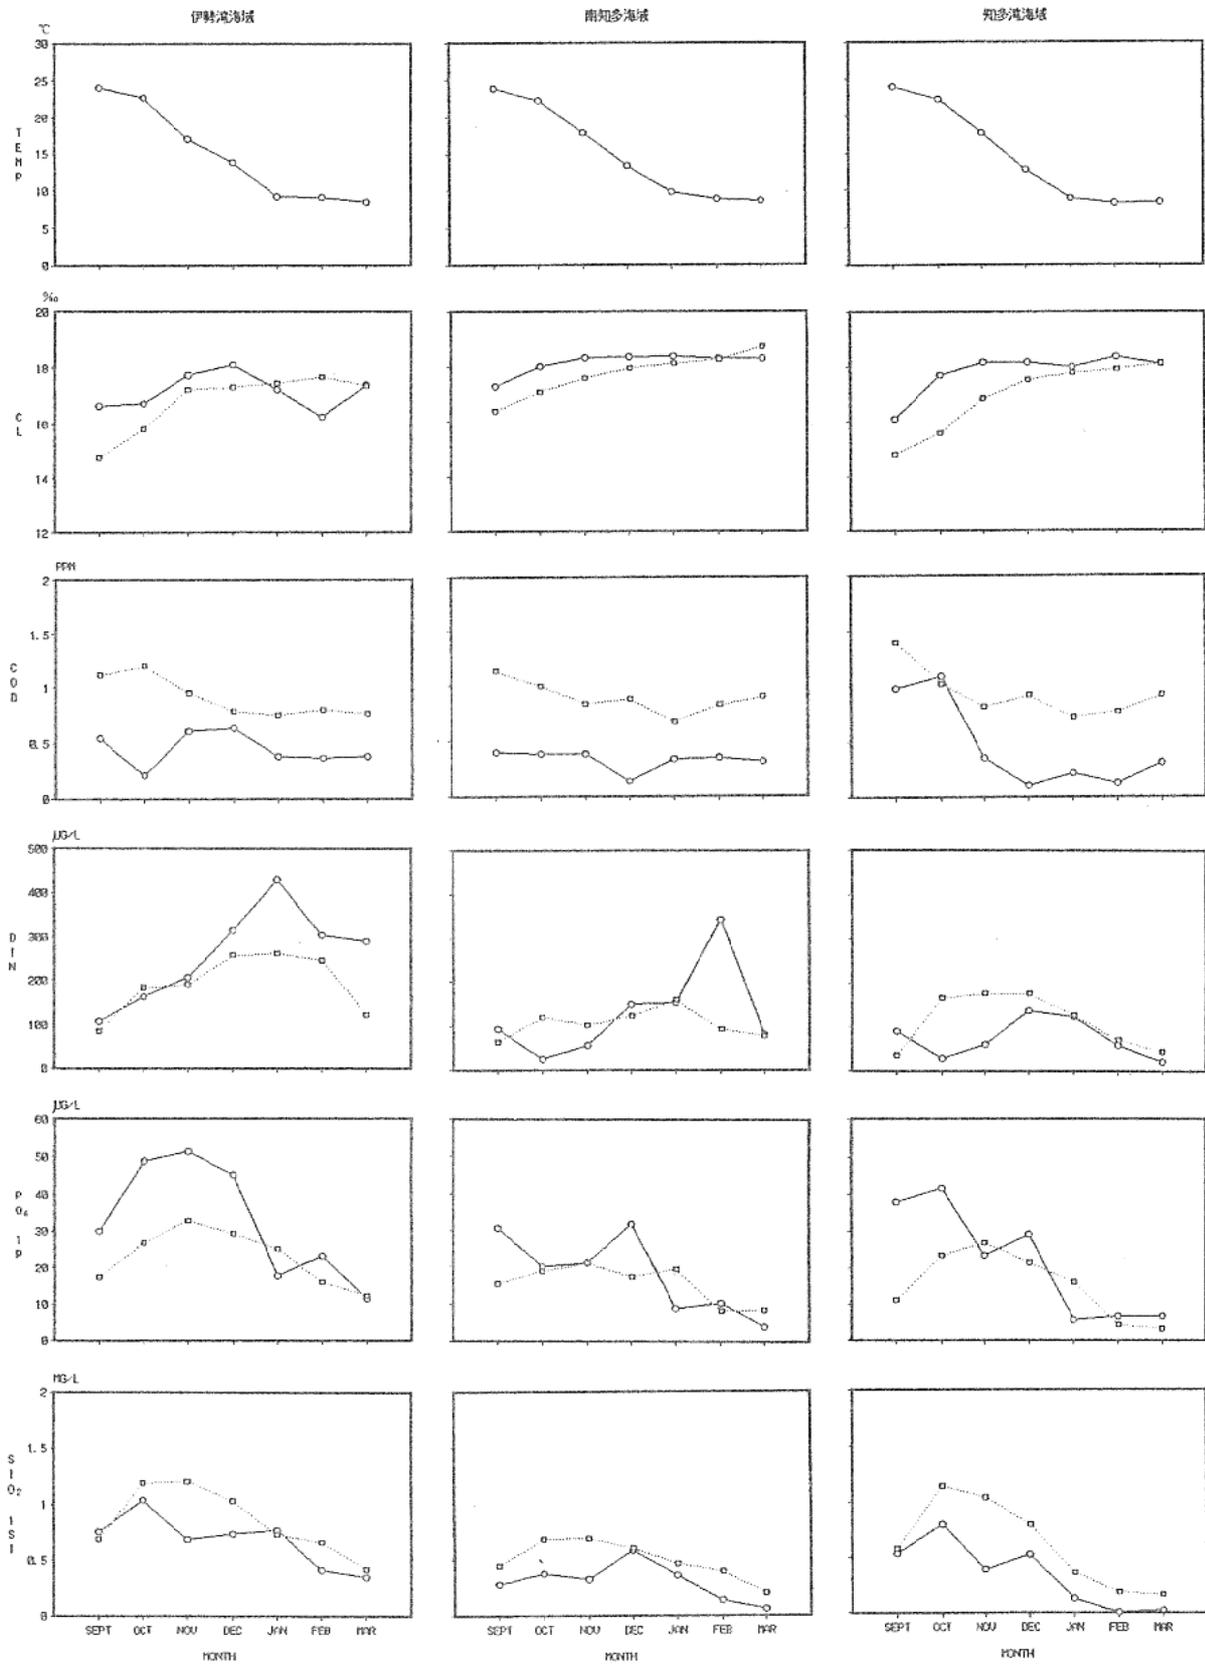 伊勢湾海域 南知多海域 知多湾海域
℃
30
25
20
15
10
5
0
TEMP
‰
20
18
16
14
12
CL
PPM
2
1.5
1
0.5
0
COD
μG/L
500
400
300
200
100
0
DIN
μG/L
60
50
40
30
20
10
0
PO₄ IP
MG/L
2
1.5
1
0.5
0
SIO₂ ISI
SEPT OCT NOV DEC JAN FEB MAR SEPT OCT NOV DEC JAN FEB MAR SEPT OCT NOV DEC JAN FEB MAR
MONTH MONTH MONTH